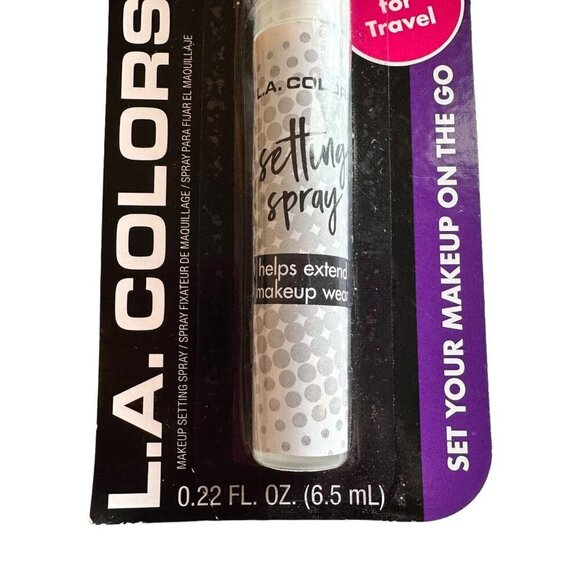 for
Travel
L.A. COLORS
MAKEUP SETTING SPRAY / SPRAY FIXATEUR DE MAQUILLAGE / SPRAY PARA FIJAR EL MAQUILLAJE
L.A. COLORS
setting
spray
helps extend
makeup wear
SET YOUR MAKEUP ON THE GO
0.22 FL. OZ. (6.5 mL)